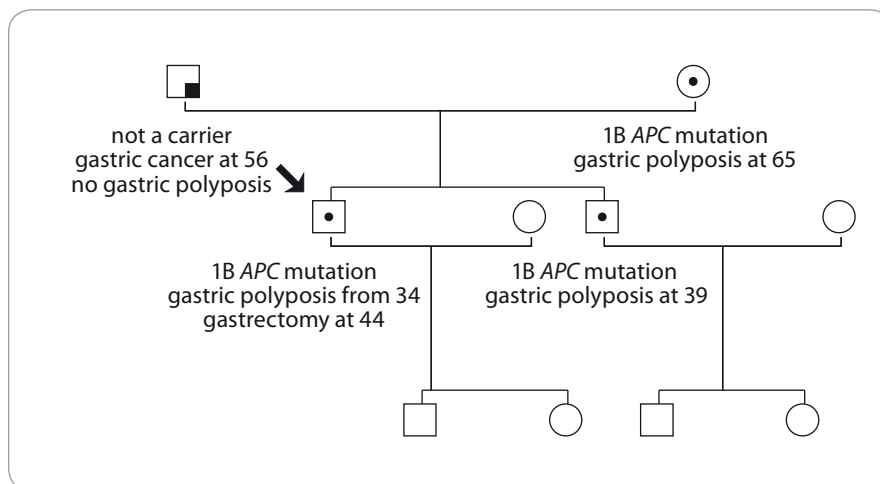 not a carrier
gastric cancer at 56
no gastric polyposis
1B APC mutation
gastric polyposis at 65
1B APC mutation
gastric polyposis from 34
gastrectomy at 44
1B APC mutation
gastric polyposis at 39